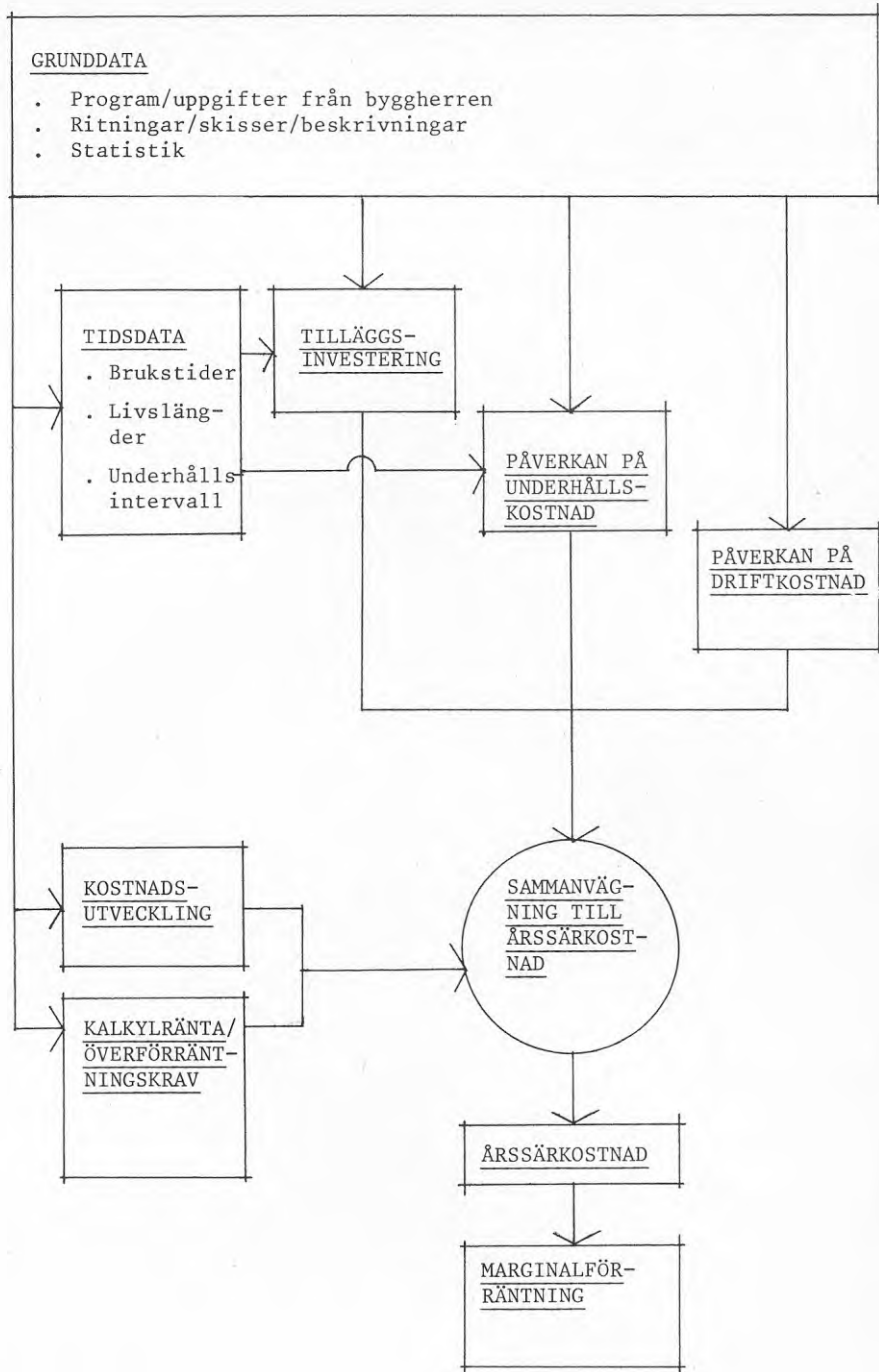 GRUNDDATA
. Program/uppgifter från byggherren
. Ritningar/skisser/beskrivningar
. Statistik
TIDSDATA
. Brukstider
. Livsläng-
der
. Underhålls
intervall
TILLÄGGS-
INVESTERING
PÅVERKAN PÅ
UNDERHÅLLS-
KOSTNAD
PÅVERKAN PÅ
DRIFTKOSTNAD
KOSTNADS-
UTVECKLING
KALKYLRÄNTA/
ÖVERFÖRRÄNT-
NINGSKRAV
SAMMANVÄG-
NING TILL
ÅRSSÄRKOST-
NAD
ÅRSSÄRKOSTNAD
MARGINALFÖR-
RÄNTNING